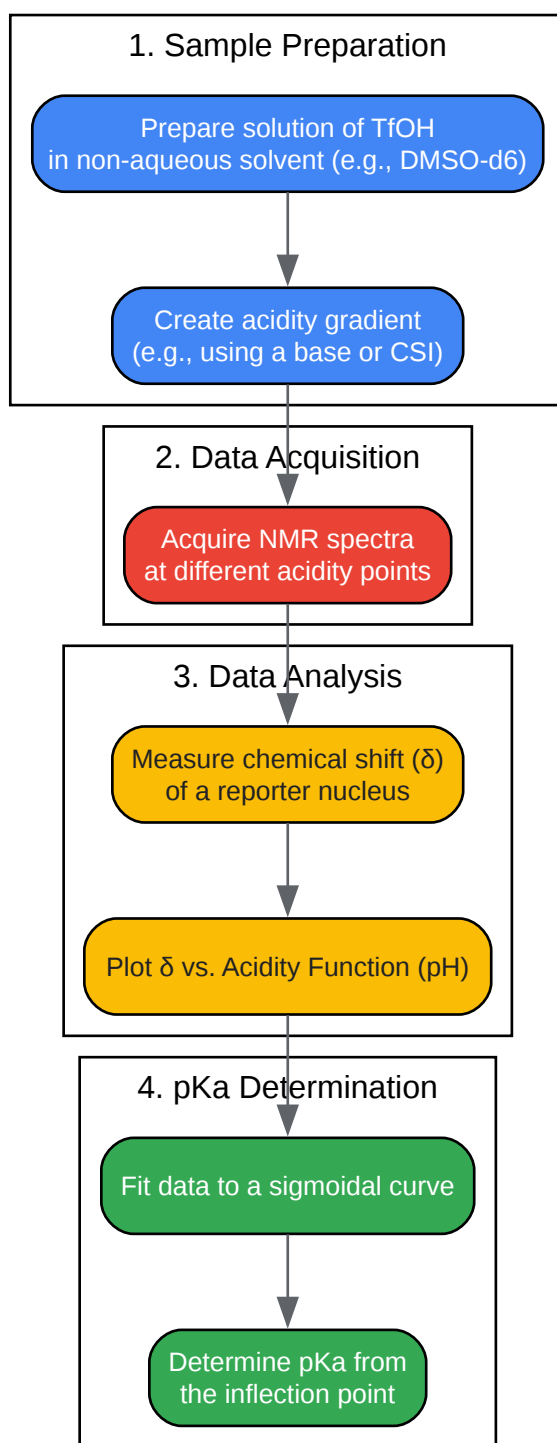 1. Sample Preparation
Prepare solution of TfOH
in non-aqueous solvent (e.g., DMSO-d6)
Create acidity gradient
(e.g., using a base or CSI)
2. Data Acquisition
Acquire NMR spectra
at different acidity points
3. Data Analysis
Measure chemical shift (δ)
of a reporter nucleus
Plot δ vs. Acidity Function (pH)
4. pKa Determination
Fit data to a sigmoidal curve
Determine pKa from
the inflection point